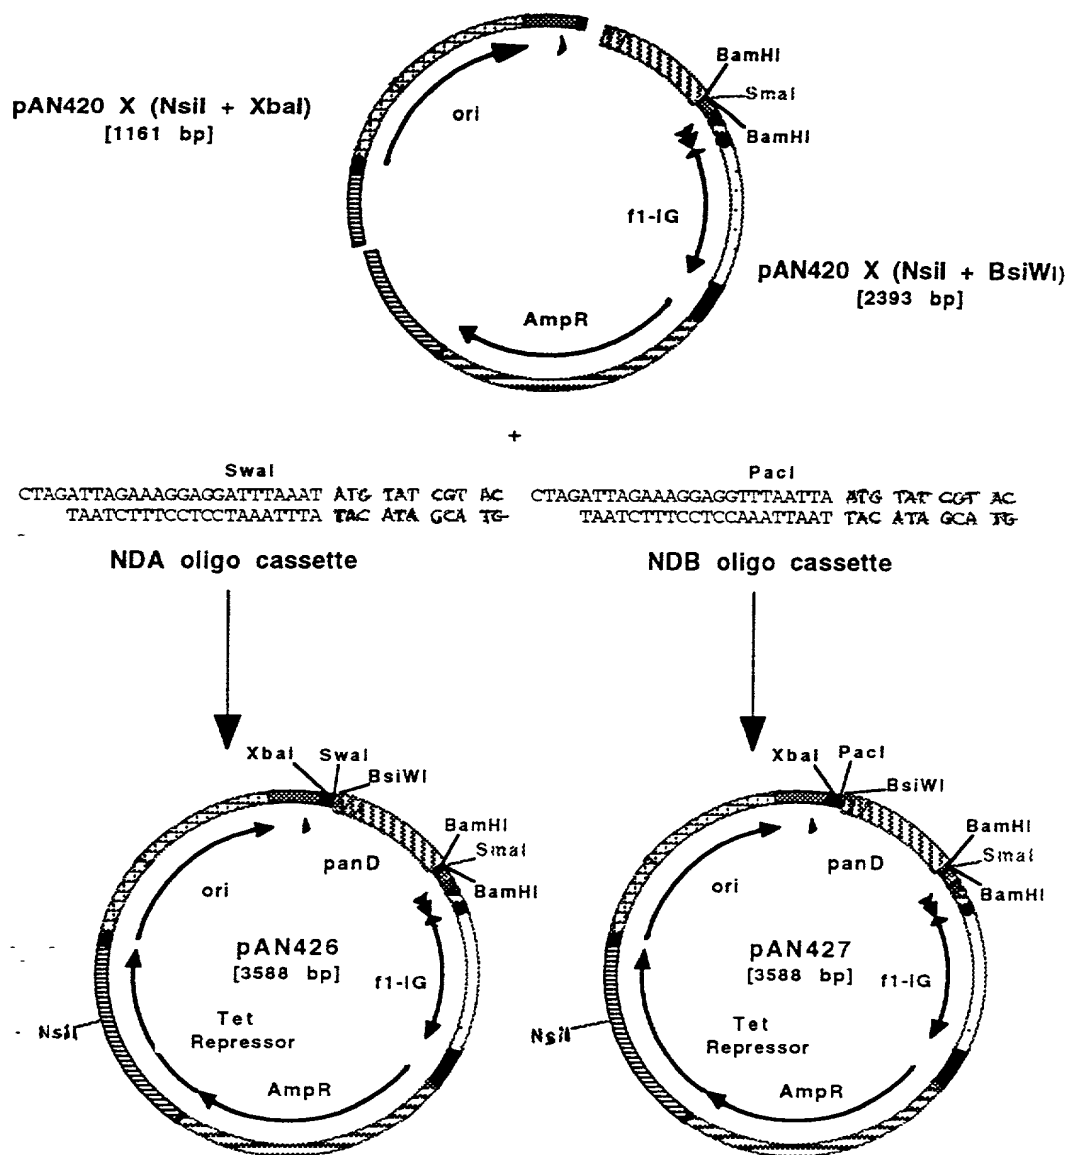 BamHI
SmaI
BamHI
pAN420 X (NsiI + XbaI)
[1161 bp]
ori
f1-IG
pAN420 X (NsiI + BsiWI)
[2393 bp]
AmpR
+
SwaI
CTAGATTAGAAAGGAGGATTTAAAT ATG TAT CGT AC
TAATCTTTCCTCCTAAATTTA TAC ATA GCA TG
NDA oligo cassette
PacI
CTAGATTAGAAAGGAGGTTTAATTA ATG TAT CGT AC
TAATCTTTCCTCCAAATTAAT TAC ATA GCA TG
NDB oligo cassette
XbaI
SwaI
BsiWI
BamHI
SmaI
BamHI
panD
ori
pAN426
[3588 bp]
f1-IG
NsiI
Tet
Repressor
AmpR
XbaI
PacI
BsiWI
BamHI
SmaI
BamHI
panD
ori
pAN427
[3588 bp]
f1-IG
NsiI
Tet
Repressor
AmpR